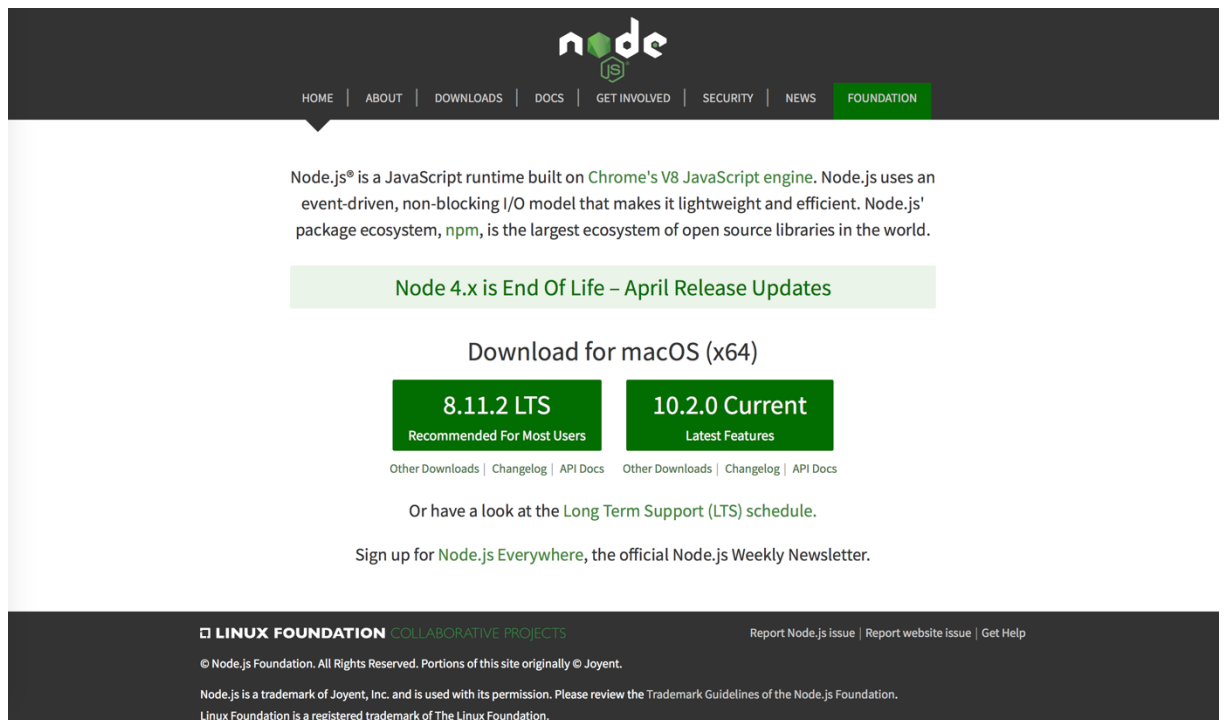 node
JS
HOME | ABOUT | DOWNLOADS | DOCS | GET INVOLVED | SECURITY | NEWS FOUNDATION
Node.js® is a JavaScript runtime built on Chrome's V8 JavaScript engine. Node.js uses an
event-driven, non-blocking I/O model that makes it lightweight and efficient. Node.js'
package ecosystem, npm, is the largest ecosystem of open source libraries in the world.
Node 4.x is End Of Life – April Release Updates
Download for macOS (x64)
8.11.2 LTS
Recommended For Most Users
Other Downloads | Changelog | API Docs
10.2.0 Current
Latest Features
Other Downloads | Changelog | API Docs
Or have a look at the Long Term Support (LTS) schedule.
Sign up for Node.js Everywhere, the official Node.js Weekly Newsletter.
LINUX FOUNDATION COLLABORATIVE PROJECTS
Report Node.js issue | Report website issue | Get Help
© Node.js Foundation. All Rights Reserved. Portions of this site originally © Joyent.
Node.js is a trademark of Joyent, Inc. and is used with its permission. Please review the Trademark Guidelines of the Node.js Foundation.
Linux Foundation is a registered trademark of The Linux Foundation.